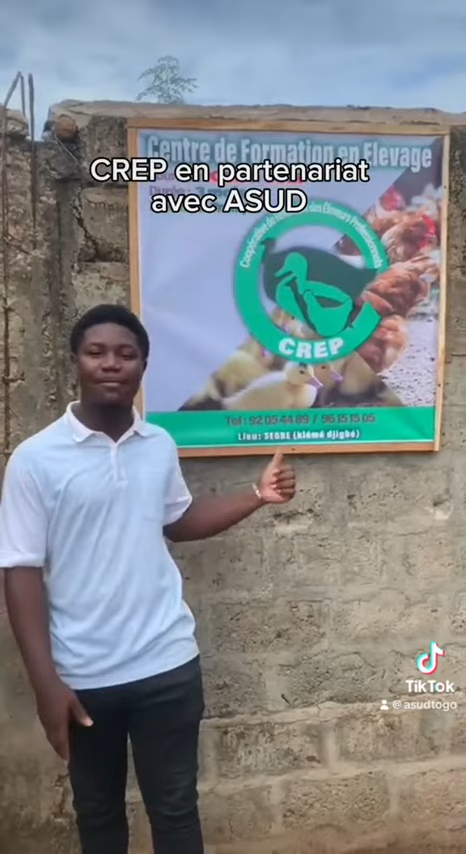 Centre de Formation en Elevage
CREP en partenariat
avec ASUD
Coopérative de
des Eleveurs Professionnels
CREP
Tel : 92 05 44 89 / 96 15 15 05
Lieu: SEGBE (klémé djigbé)
TikTok
@asudtogo